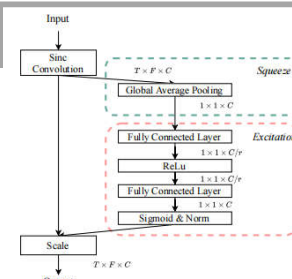 Input
Sinc
Convolution
T × F × C
Squeeze
Global Average Pooling
1 × 1 × C
Fully Connected Layer
Excitation
1 × 1 × C/r
ReLu
1 × 1 × C/r
Fully Connected Layer
1 × 1 × C
Sigmoid & Norm
Scale
T × F × C